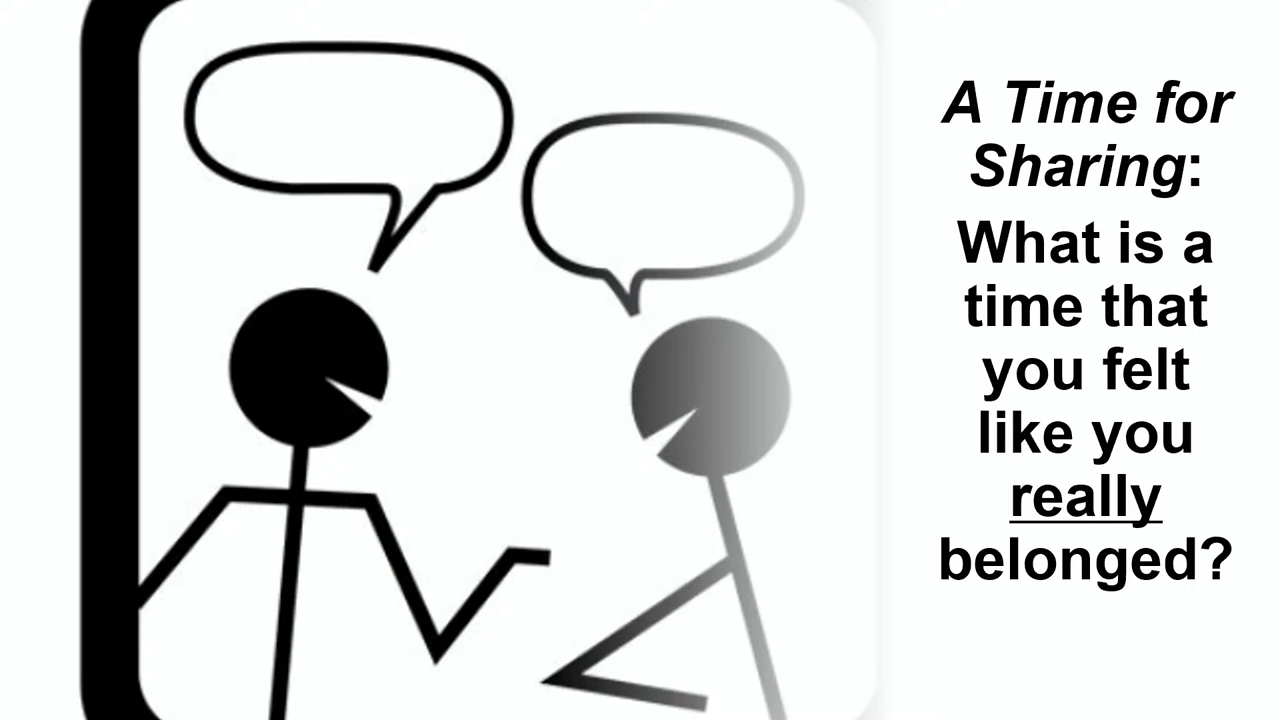 A Time for
Sharing:
What is a
time that
you felt
like you
really
belonged?